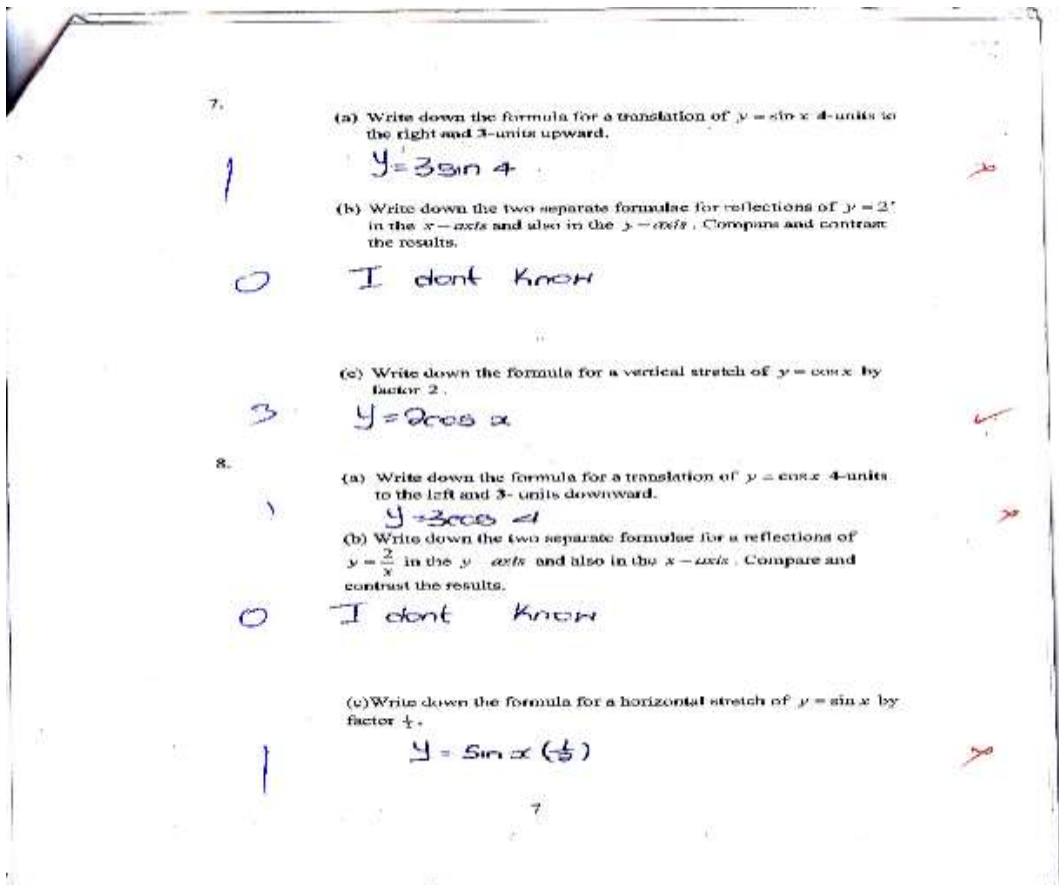 7.
(a) Write down the formula for a translation of y = sin x 4-units to
the right and 3-units upward.
1 y = 3 sin 4
(b) Write down the two separate formulae for reflections of y = 2ˣ
in the x – axis and also in the y – axis. Compare and contrast
the results.
0 I dont know
(c) Write down the formula for a vertical stretch of y = cos x by
factor 2.
3 y = 2cos x ✓
8.
(a) Write down the formula for a translation of y = cos x 4-units
to the left and 3- units downward.
1 y = 3cos 4
(b) Write down the two separate formulae for a reflections of
y = 2/x in the y axis and also in the x – axis. Compare and
contrast the results.
0 I dont know
(c)Write down the formula for a horizontal stretch of y = sin x by
factor
1 y = sin x
7